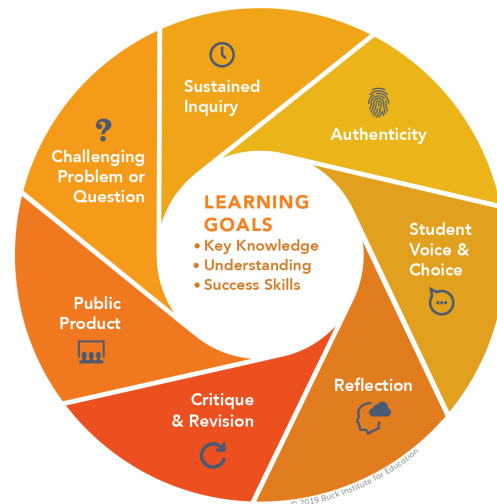 Sustained
Inquiry
Authenticity
Student
Voice &
Choice
Reflection
Critique
& Revision
Public
Product
?
Challenging
Problem or
Question
LEARNING
GOALS
• Key Knowledge
• Understanding
• Success Skills
© 2019 Buck Institute for Education